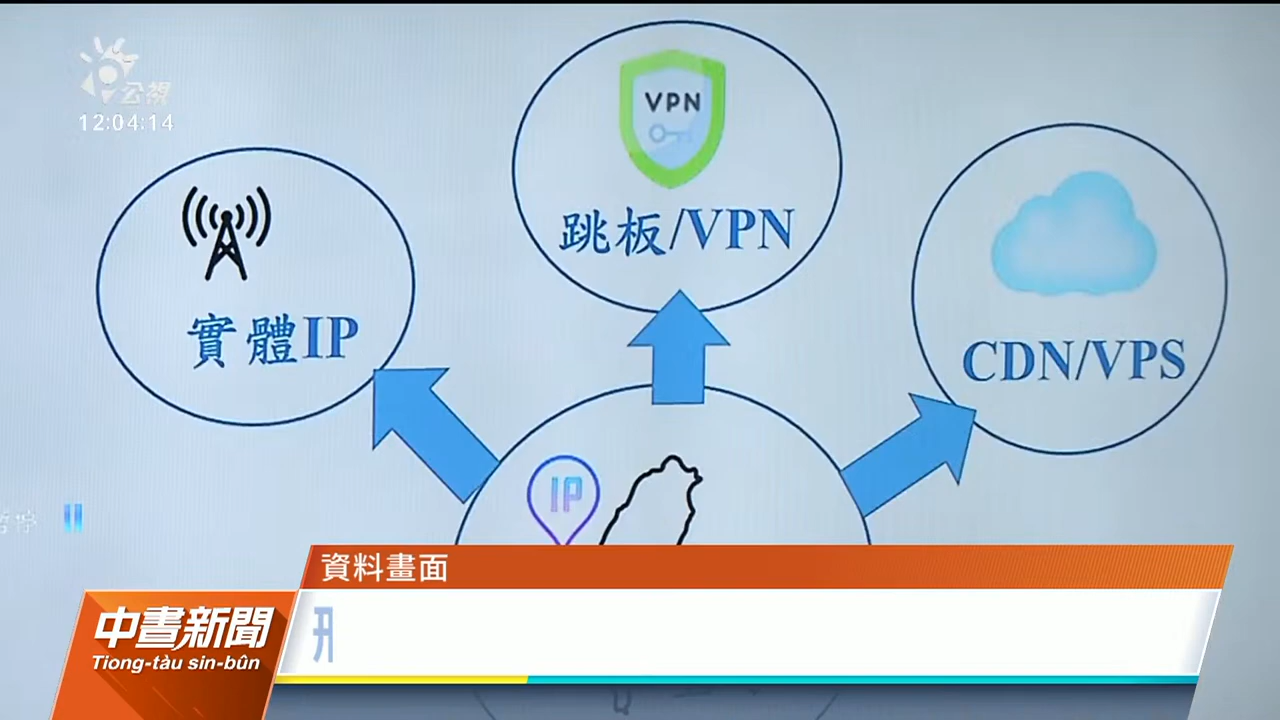 公視
12:04:14
VPN
跳板/VPN
實體IP
CDN/VPS
IP
資料畫面
中晝新聞
Tiong-tàu sin-bûn